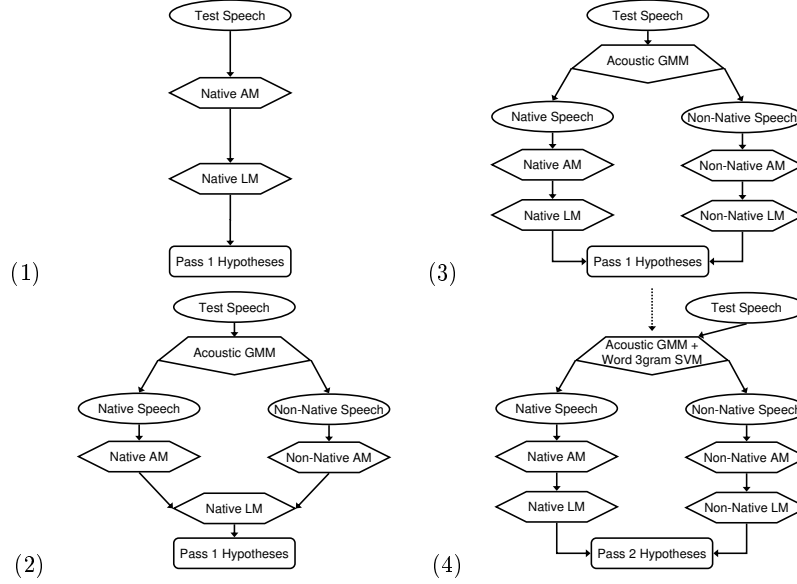 Test Speech
Native AM
Native LM
Pass 1 Hypotheses
(1)
Test Speech
Acoustic GMM
Native Speech Non-Native Speech
Native AM Non-Native AM
Native LM
Pass 1 Hypotheses
(2)
Test Speech
Acoustic GMM
Native Speech Non-Native Speech
Native AM Non-Native AM
Native LM Non-Native LM
Pass 1 Hypotheses
(3)
Test Speech
Acoustic GMM +
Word 3gram SVM
Native Speech Non-Native Speech
Native AM Non-Native AM
Native LM Non-Native LM
Pass 2 Hypotheses
(4)